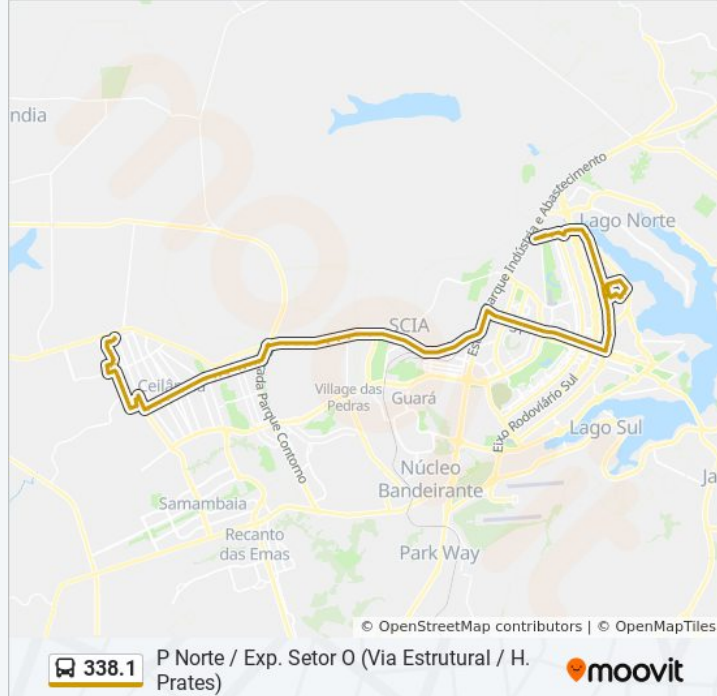 ndia
Parque Indústria e Abastecimento
Lago Norte
SCIA
Ceilândia
Village das
Pedras
Guará
ada Parque Contorno
Eixo Rodoviário Sul
Lago Sul
Núcleo
Bandeirante
Ja
Samambaia
Recanto
das Emas
Park Way
© OpenStreetMap contributors | © OpenMapTiles
338.1
P Norte / Exp. Setor O (Via Estrutural / H.
Prates)
moovit